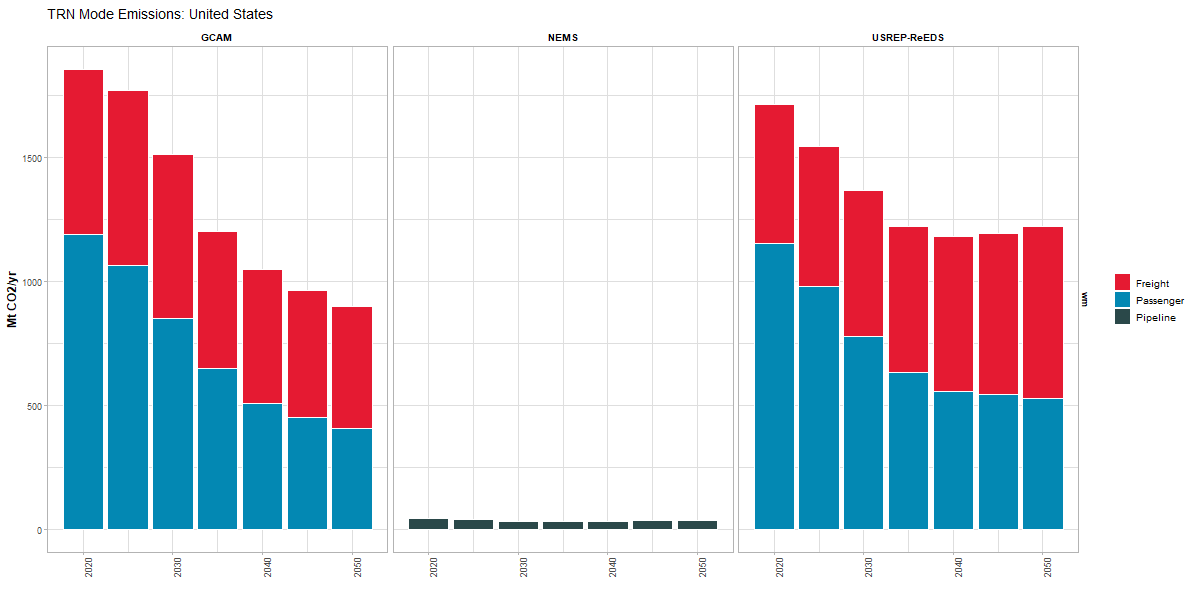 TRN Mode Emissions: United States
GCAM
NEMS
USREP-ReEDS
Mt CO2/yr
1500
1000
500
0
2020
2030
2040
2050
2020
2030
2040
2050
2020
2030
2040
2050
wm
Freight
Passenger
Pipeline